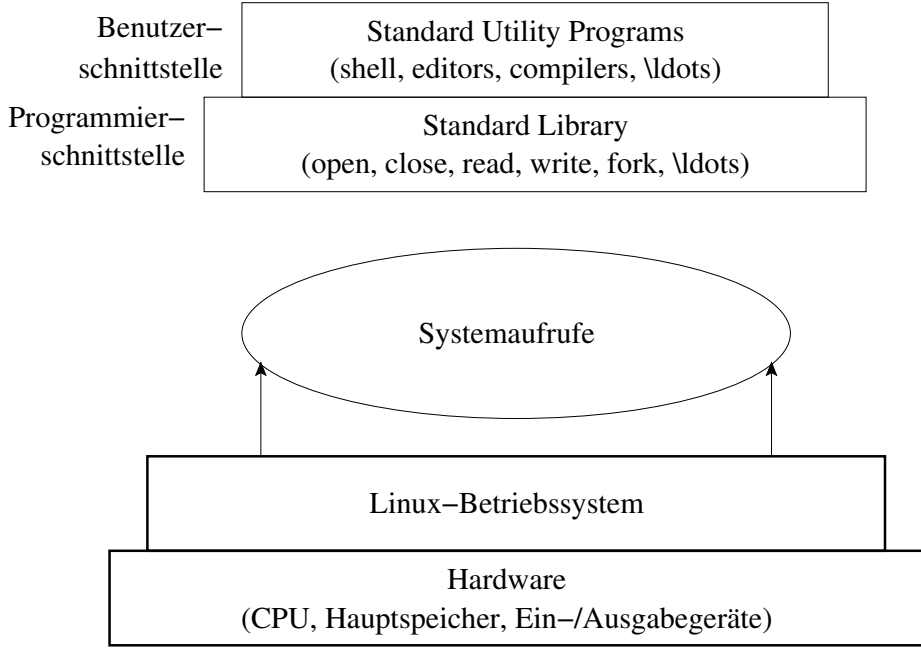 Benutzer−
schnittstelle
Standard Utility Programs
(shell, editors, compilers, \ldots)
Programmier−
schnittstelle
Standard Library
(open, close, read, write, fork, \ldots)
Systemaufrufe
Linux−Betriebssystem
Hardware
(CPU, Hauptspeicher, Ein−/Ausgabegeräte)